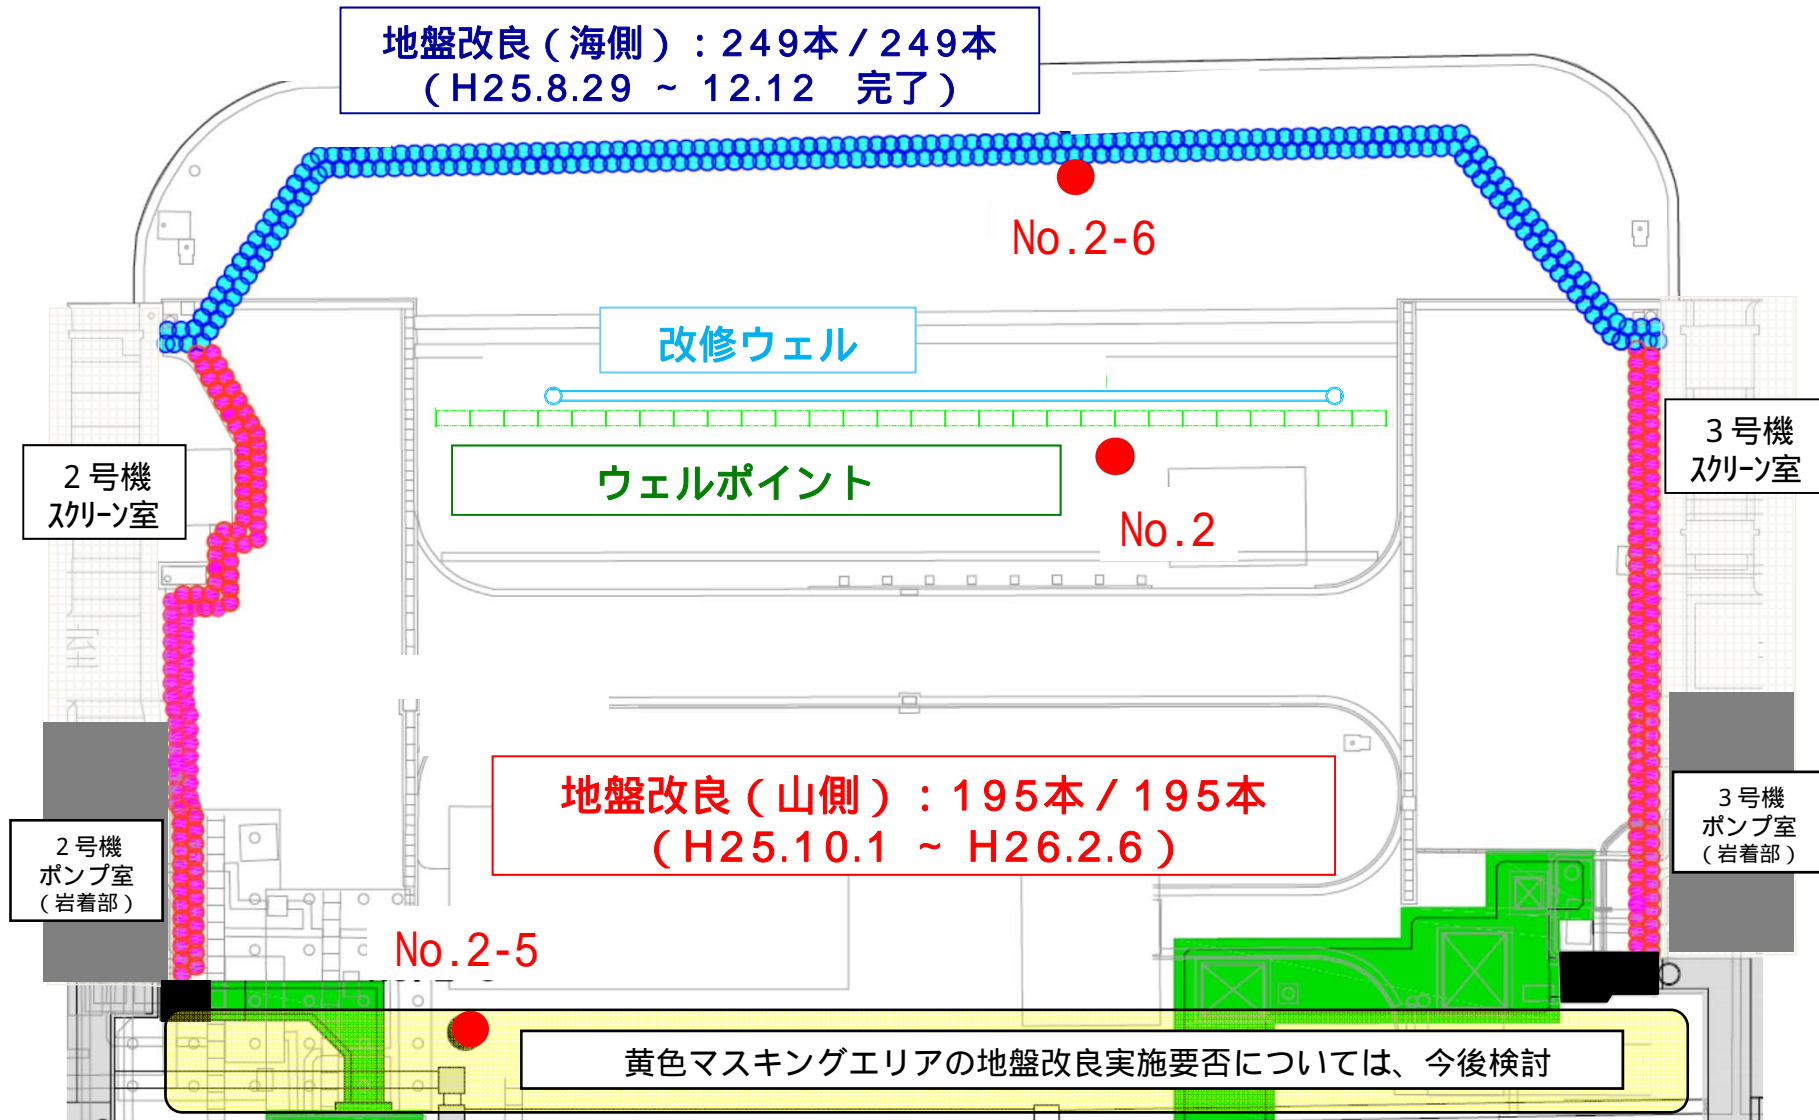 地盤改良（海側）：249本／249本
（H25.8.29 ~ 12.12　完了）
No.2-6
改修ウェル
ウェルポイント
No.2
２号機
ｽｸﾘｰﾝ室
３号機
ｽｸﾘｰﾝ室
地盤改良（山側）：195本／195本
（H25.10.1 ~ H26.2.6）
２号機
ポンプ室
（岩着部）
３号機
ポンプ室
（岩着部）
No.2-5
黄色マスキングエリアの地盤改良実施要否については、今後検討